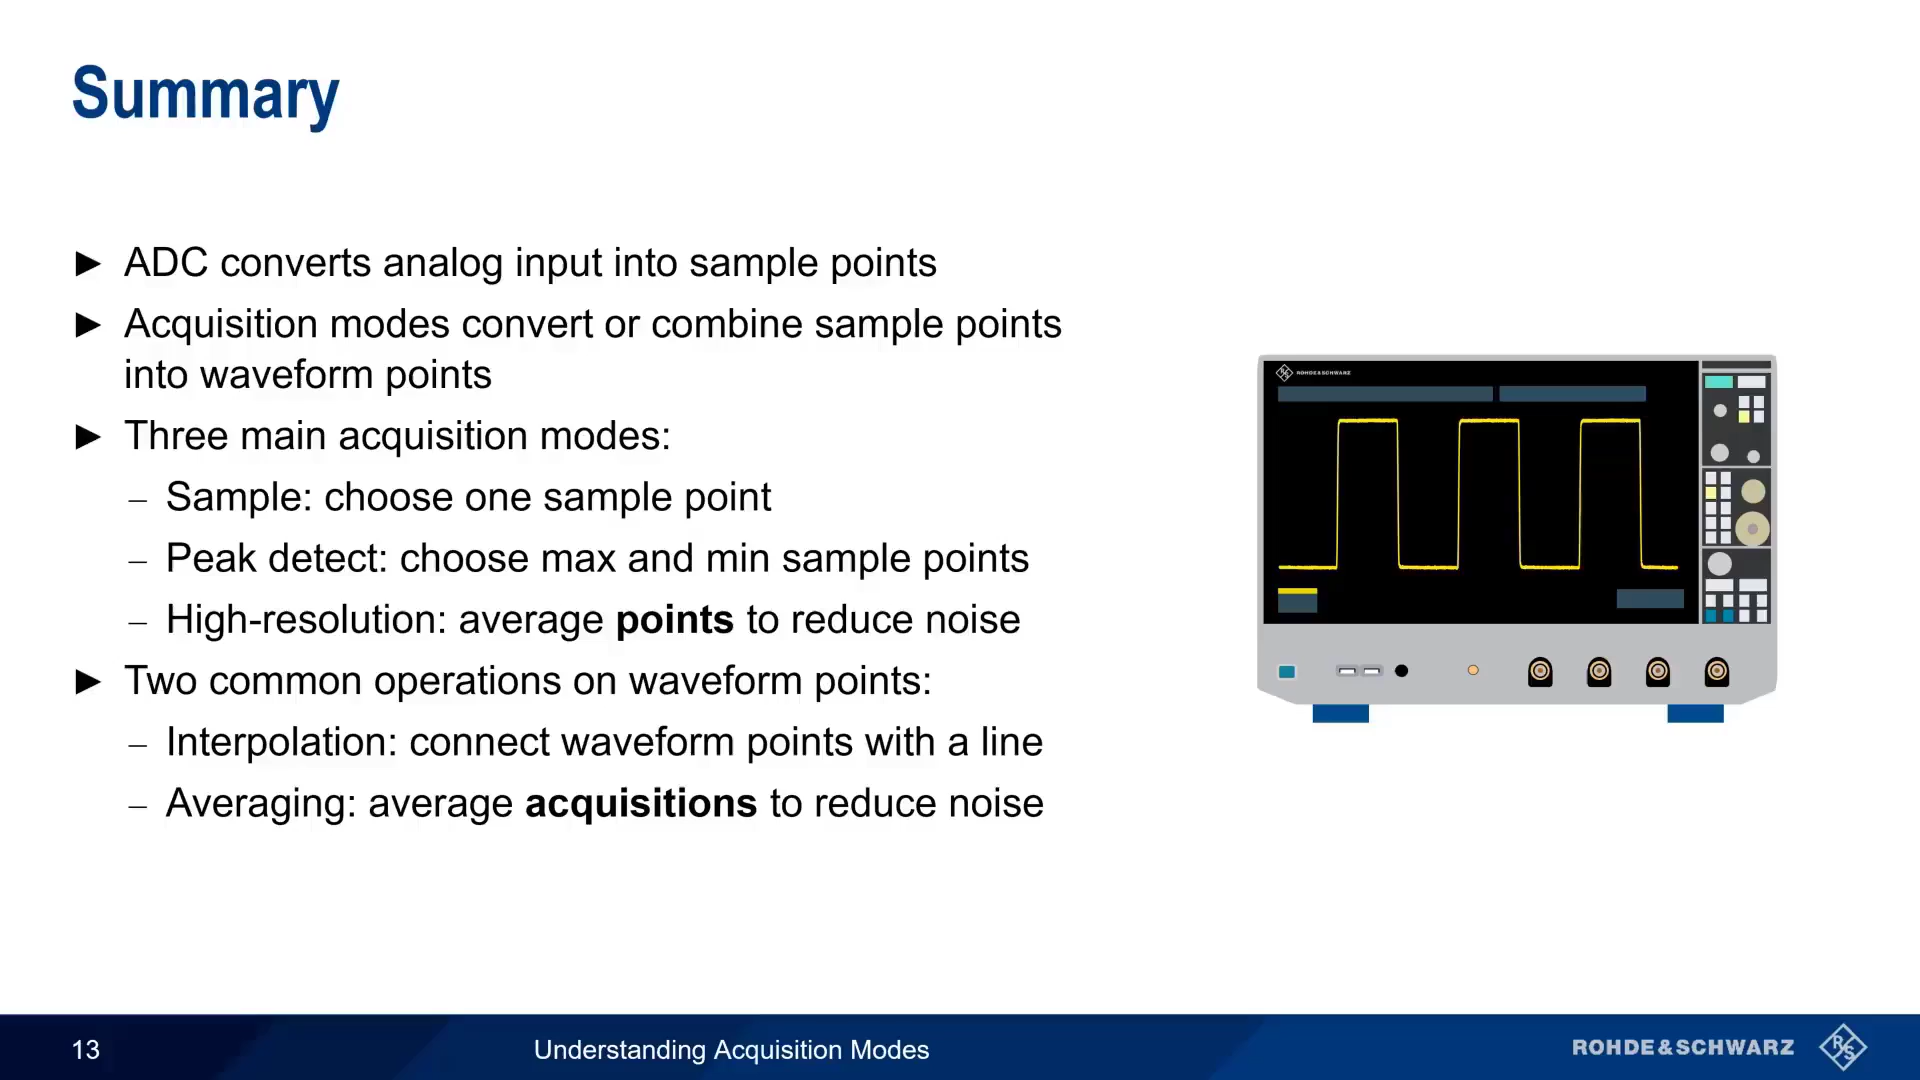 Summary
► ADC converts analog input into sample points
► Acquisition modes convert or combine sample points
into waveform points
► Three main acquisition modes:
– Sample: choose one sample point
– Peak detect: choose max and min sample points
– High-resolution: average points to reduce noise
► Two common operations on waveform points:
– Interpolation: connect waveform points with a line
– Averaging: average acquisitions to reduce noise
ROHDE&SCHWARZ
13
Understanding Acquisition Modes
ROHDE&SCHWARZ
R/S